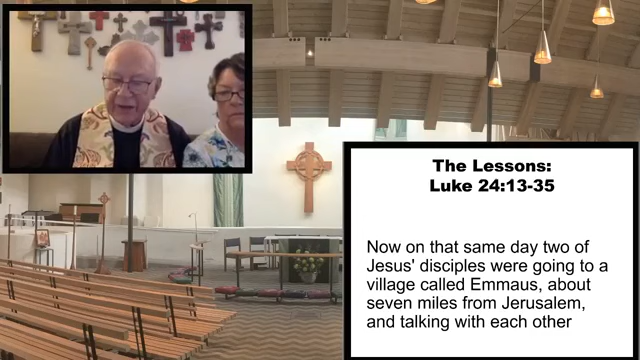 The Lessons:
Luke 24:13-35
Now on that same day two of
Jesus' disciples were going to a
village called Emmaus, about
seven miles from Jerusalem,
and talking with each other